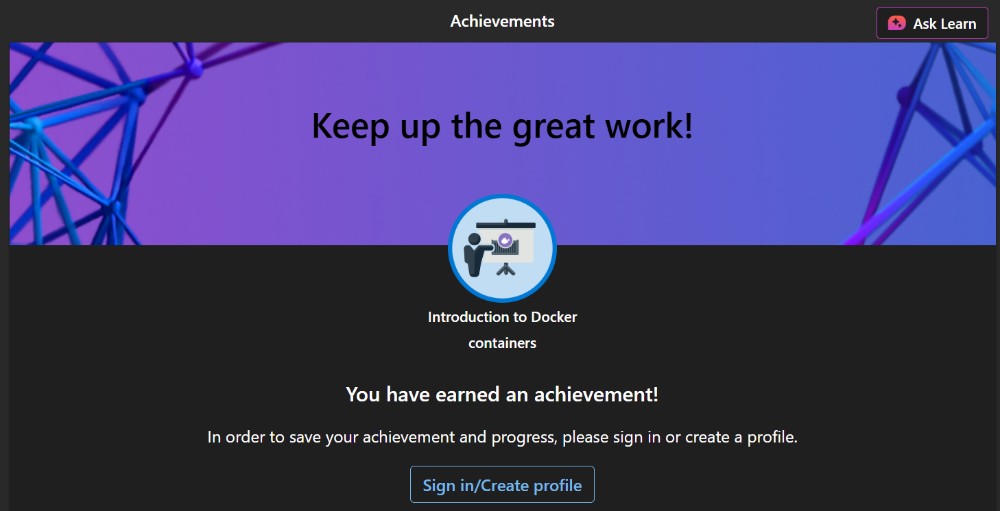 Achievements
Ask Learn
Keep up the great work!
Introduction to Docker
containers
You have earned an achievement!
In order to save your achievement and progress, please sign in or create a profile.
Sign in/Create profile